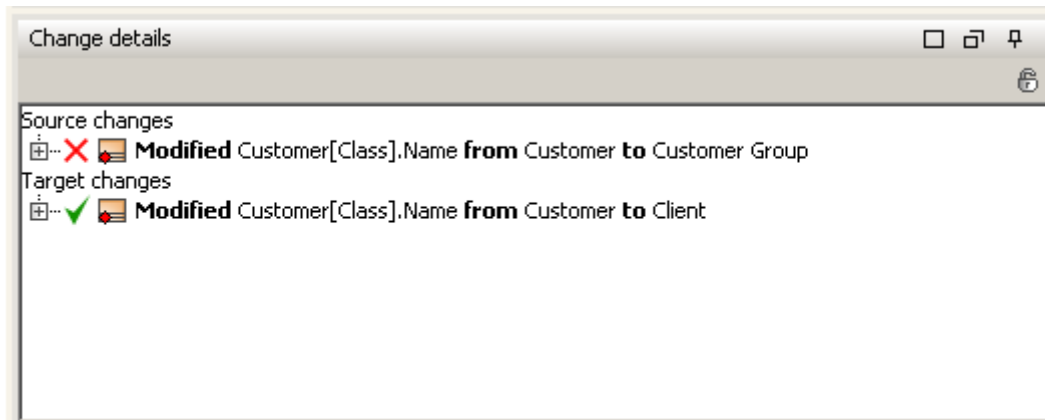 Change details
Source changes
Modified Customer[Class].Name from Customer to Customer Group
Target changes
Modified Customer[Class].Name from Customer to Client